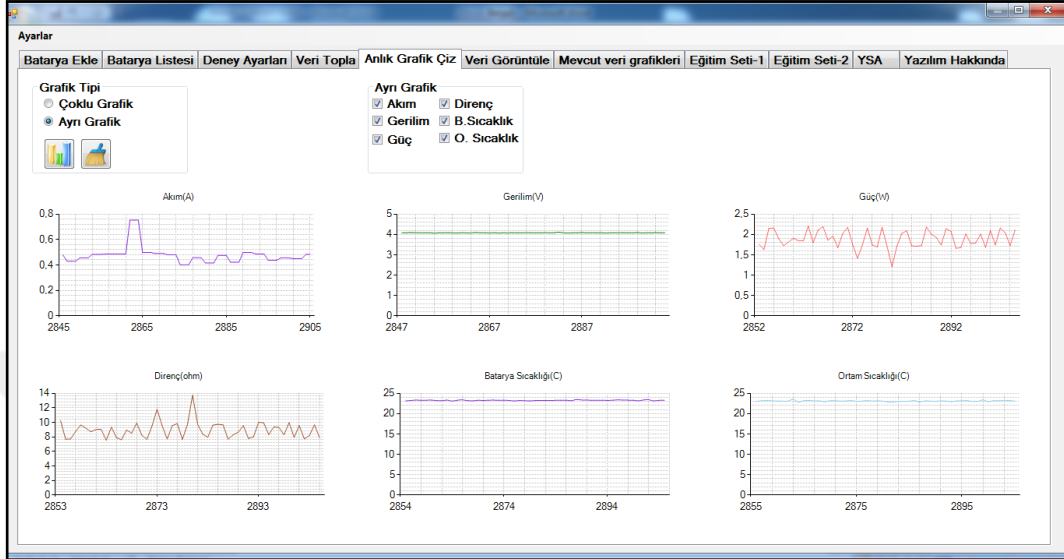 Ayarlar
Batarya Ekle Batarya Listesi Deney Ayarları Veri Topla Anlık Grafik Çiz Veri Görüntüle Mevcut veri grafikleri Eğitim Seti-1 Eğitim Seti-2 YSA Yazılım Hakkında
Grafik Tipi
Çoklu Grafik
Ayrı Grafik
Ayrı Grafik
Akım Direnç
Gerilim B.Sıcaklık
Güç O. Sıcaklık
Akım(A)
0,8
0,6
0,4
0,2
0
2845 2865 2885 2905
Gerilim(V)
5
4
3
2
1
0
2847 2867 2887
Güç(W)
2,5
2
1,5
1
0,5
0
2852 2872 2892
Direnç(ohm)
14
12
10
8
6
4
2
0
2853 2873 2893
Batarya Sıcaklığı(C)
25
20
15
10
5
0
2854 2874 2894
Ortam Sıcaklığı(C)
25
20
15
10
5
0
2855 2875 2895